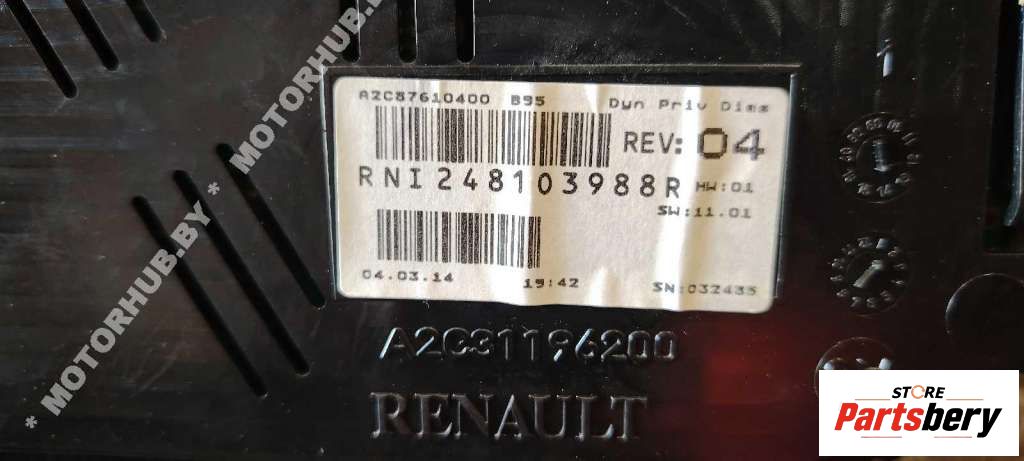 * MOTORHUB.BY * MOTORHUB.BY
A2C87610400 B95 Dyn Priv Diez
REV: 04
RNI248103988R HW:01
SW:11.01
04.03.14 19:42 SN:032435
A2C31196200
RENAULT
STORE
Partsbery